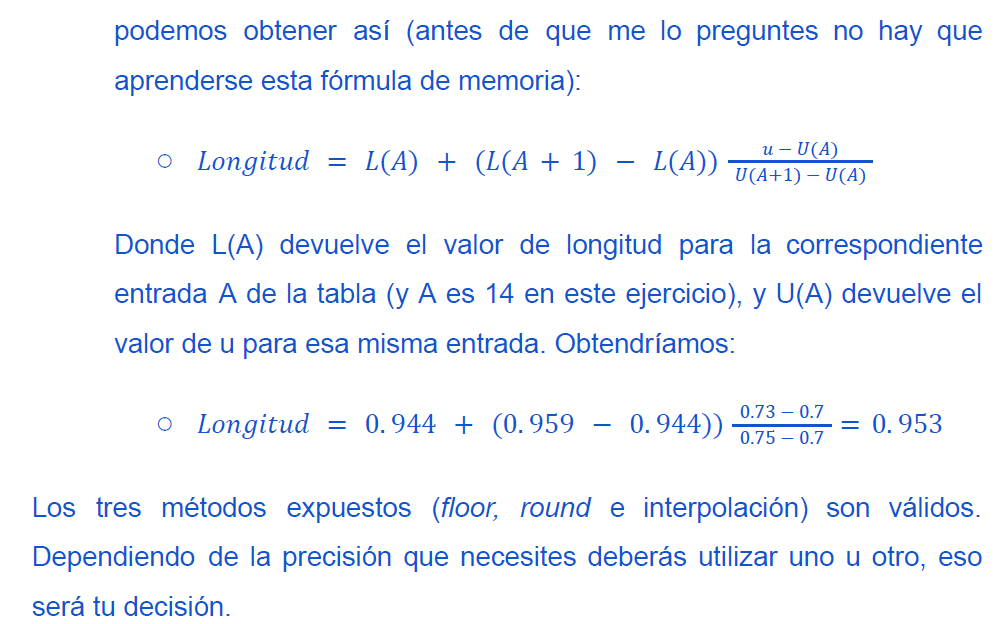 podemos obtener así (antes de que me lo preguntes no hay que
aprenderse esta fórmula de memoria):
○ Longitud = L(A) + (L(A + 1) − L(A)) \frac{u − U(A)}{U(A+1) − U(A)}
Donde L(A) devuelve el valor de longitud para la correspondiente
entrada A de la tabla (y A es 14 en este ejercicio), y U(A) devuelve el
valor de u para esa misma entrada. Obtendríamos:
○ Longitud = 0.944 + (0.959 − 0.944)) \frac{0.73 − 0.7}{0.75 − 0.7} = 0.953
Los tres métodos expuestos (floor, round e interpolación) son válidos.
Dependiendo de la precisión que necesites deberás utilizar uno u otro, eso
será tu decisión.